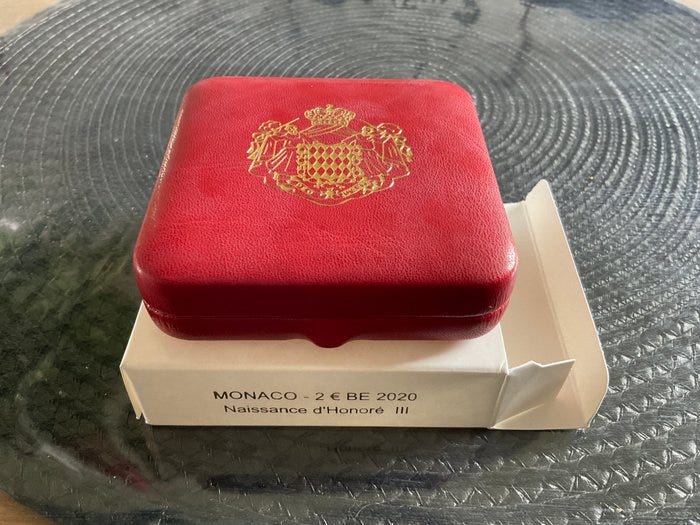 MONACO - 2 € BE 2020
Naissance d'Honoré III